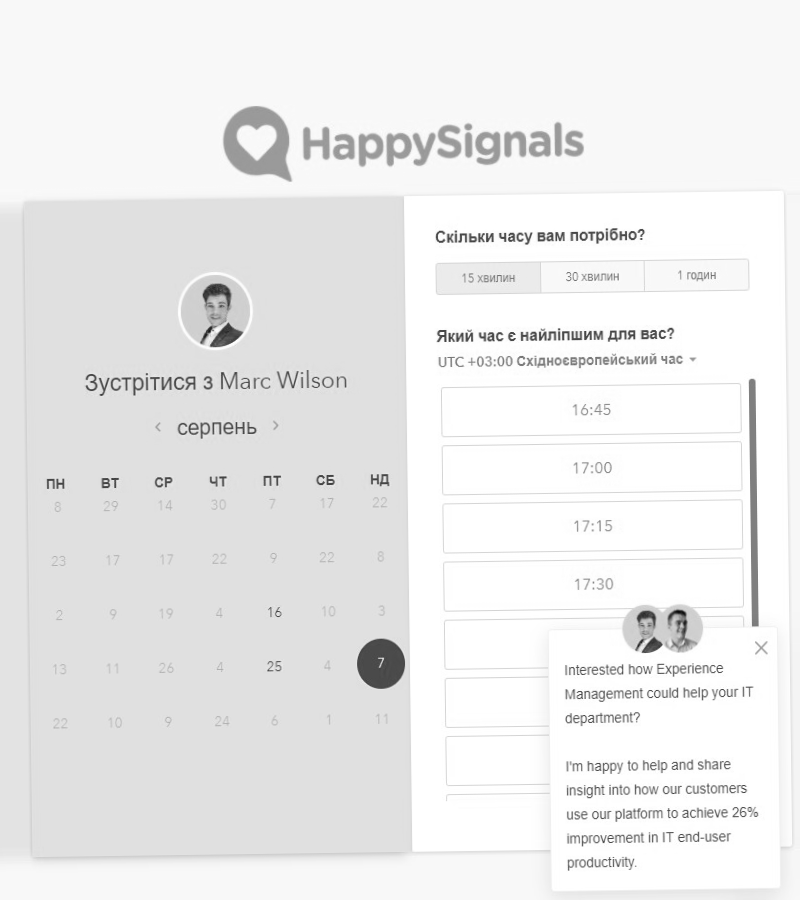 HappySignals
Зустрітися з Marc Wilson
серпень
ПН ВТ СР ЧТ ПТ СБ НД
8 29 14 30 7 17 22
23 17 17 22 9 22 8
2 9 19 4 16 10 3
13 11 26 4 25 4 7
22 10 9 24 6 1 11
Скільки часу вам потрібно?
15 хвилин 30 хвилин 1 годин
Який час є найліпшим для вас?
UTC +03:00 Східноєвропейський час
16:45
17:00
17:15
17:30
Interested how Experience
Management could help your IT
department?
I'm happy to help and share
insight into how our customers
use our platform to achieve 26%
improvement in IT end-user
productivity.